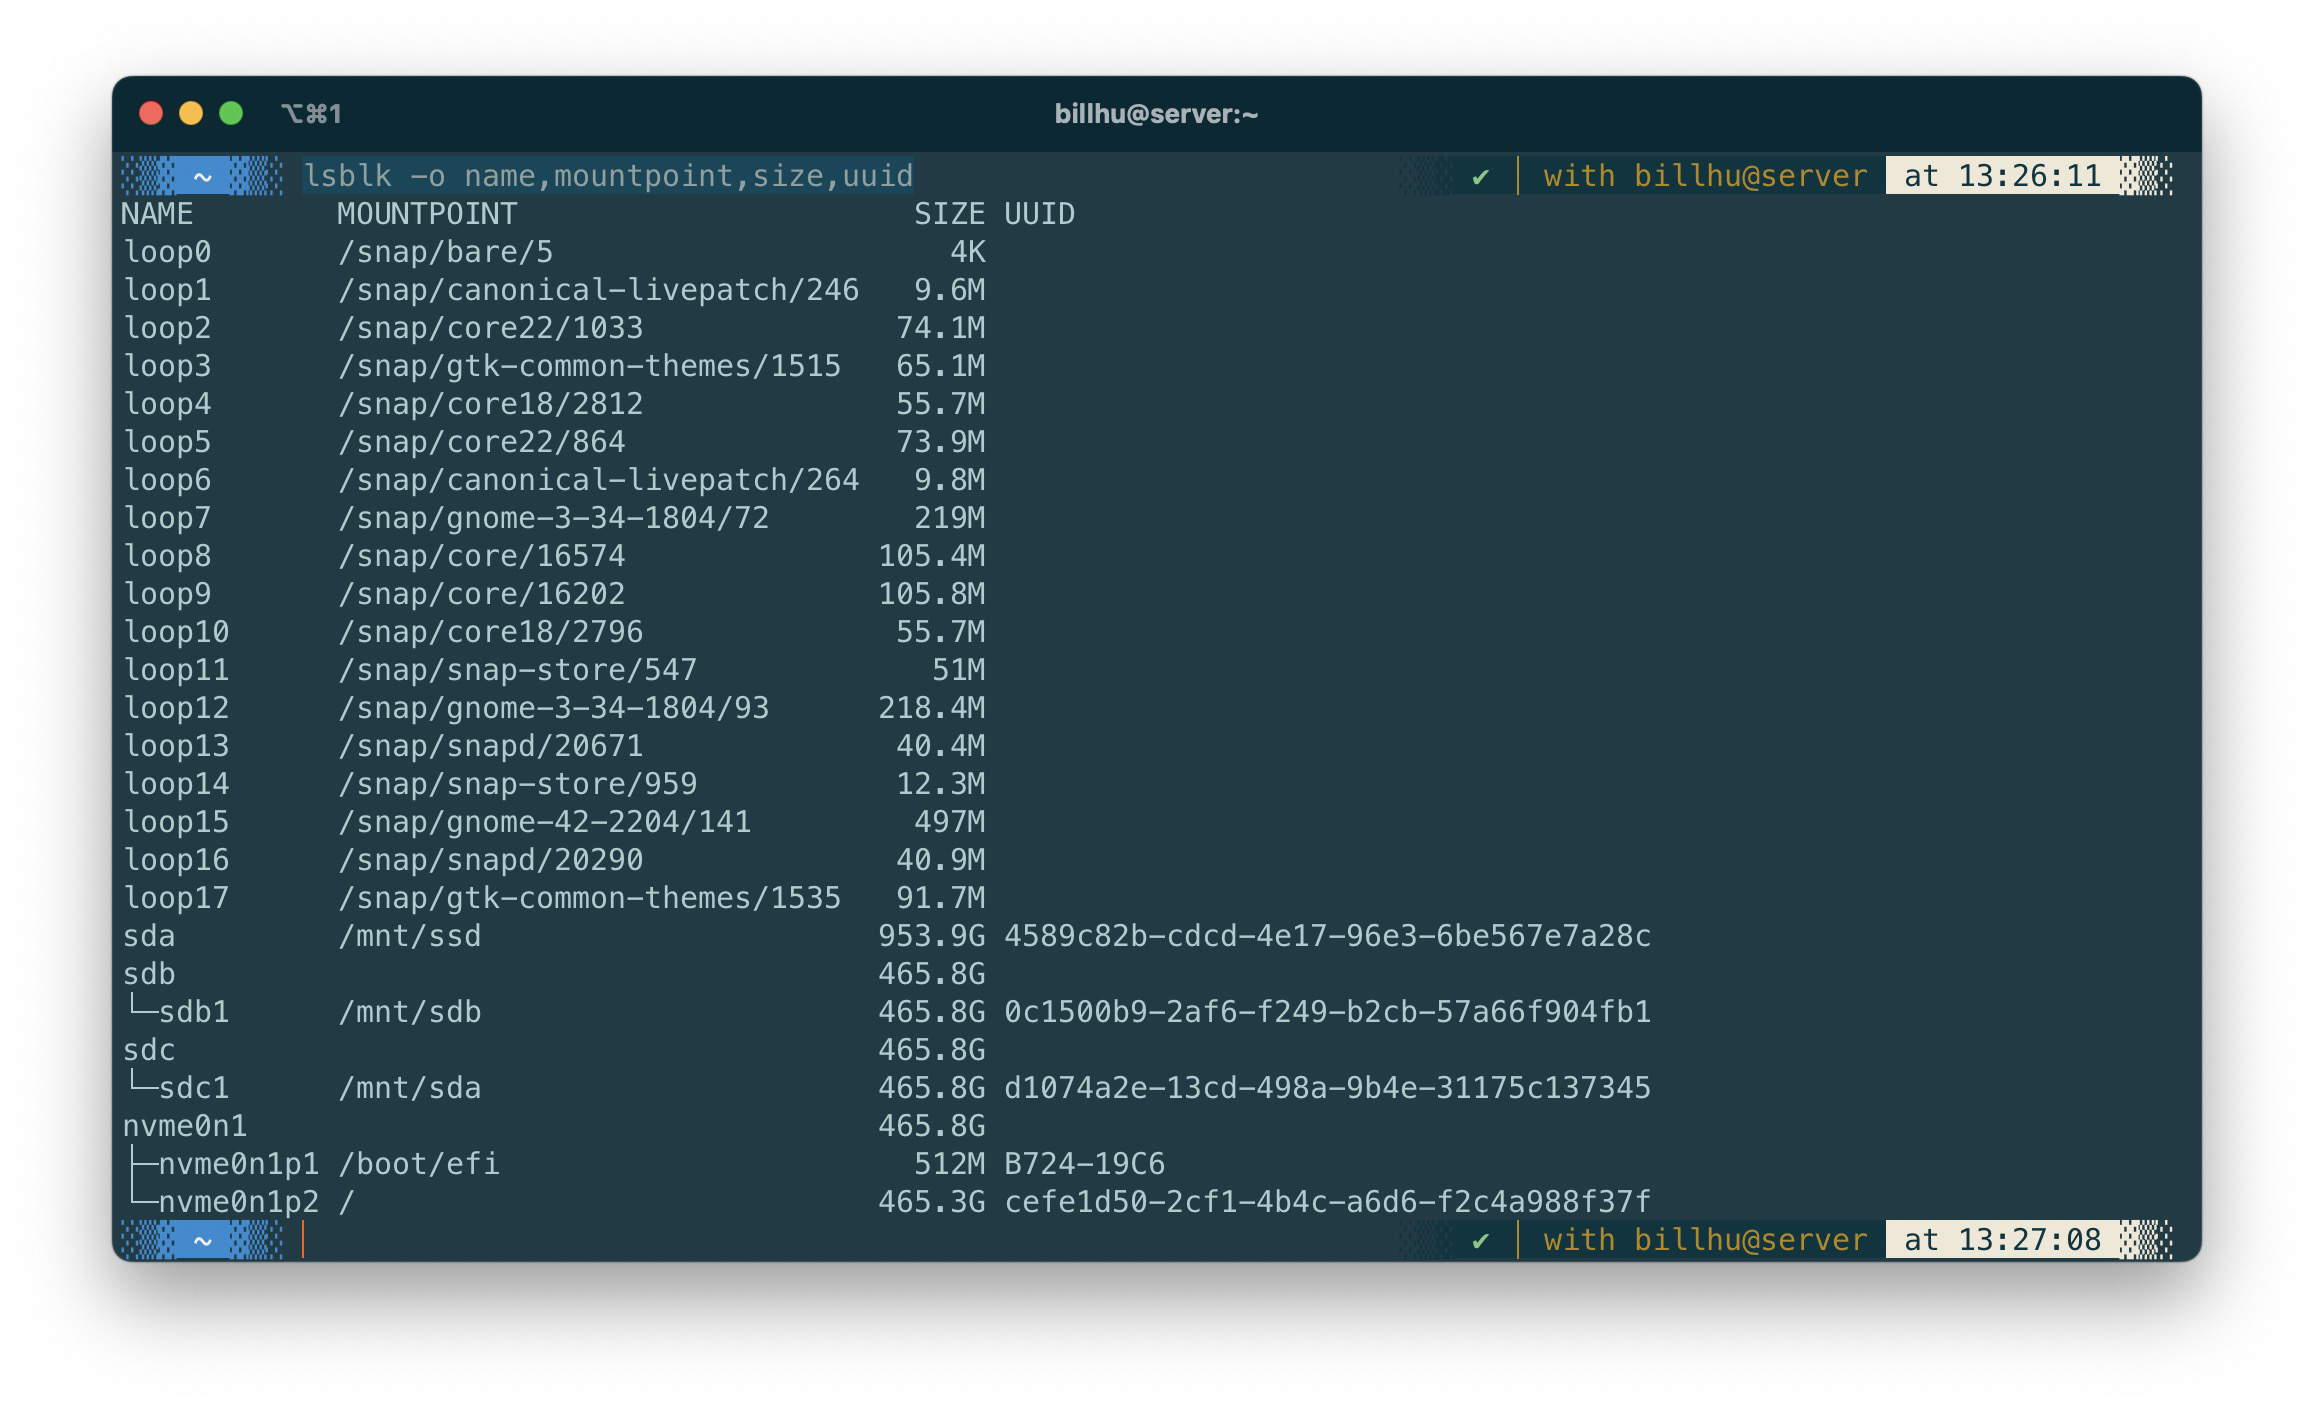 ⌥⌘1 billhu@server:~
~ lsblk -o name,mountpoint,size,uuid ✔ with billhu@server at 13:26:11
NAME MOUNTPOINT SIZE UUID
loop0 /snap/bare/5 4K
loop1 /snap/canonical-livepatch/246 9.6M
loop2 /snap/core22/1033 74.1M
loop3 /snap/gtk-common-themes/1515 65.1M
loop4 /snap/core18/2812 55.7M
loop5 /snap/core22/864 73.9M
loop6 /snap/canonical-livepatch/264 9.8M
loop7 /snap/gnome-3-34-1804/72 219M
loop8 /snap/core/16574 105.4M
loop9 /snap/core/16202 105.8M
loop10 /snap/core18/2796 55.7M
loop11 /snap/snap-store/547 51M
loop12 /snap/gnome-3-34-1804/93 218.4M
loop13 /snap/snapd/20671 40.4M
loop14 /snap/snap-store/959 12.3M
loop15 /snap/gnome-42-2204/141 497M
loop16 /snap/snapd/20290 40.9M
loop17 /snap/gtk-common-themes/1535 91.7M
sda /mnt/ssd 953.9G 4589c82b-cdcd-4e17-96e3-6be567e7a28c
sdb 465.8G
└─sdb1 /mnt/sdb 465.8G 0c1500b9-2af6-f249-b2cb-57a66f904fb1
sdc 465.8G
└─sdc1 /mnt/sda 465.8G d1074a2e-13cd-498a-9b4e-31175c137345
nvme0n1 465.8G
├─nvme0n1p1 /boot/efi 512M B724-19C6
└─nvme0n1p2 / 465.3G cefe1d50-2cf1-4b4c-a6d6-f2c4a988f37f
~ ✔ with billhu@server at 13:27:08